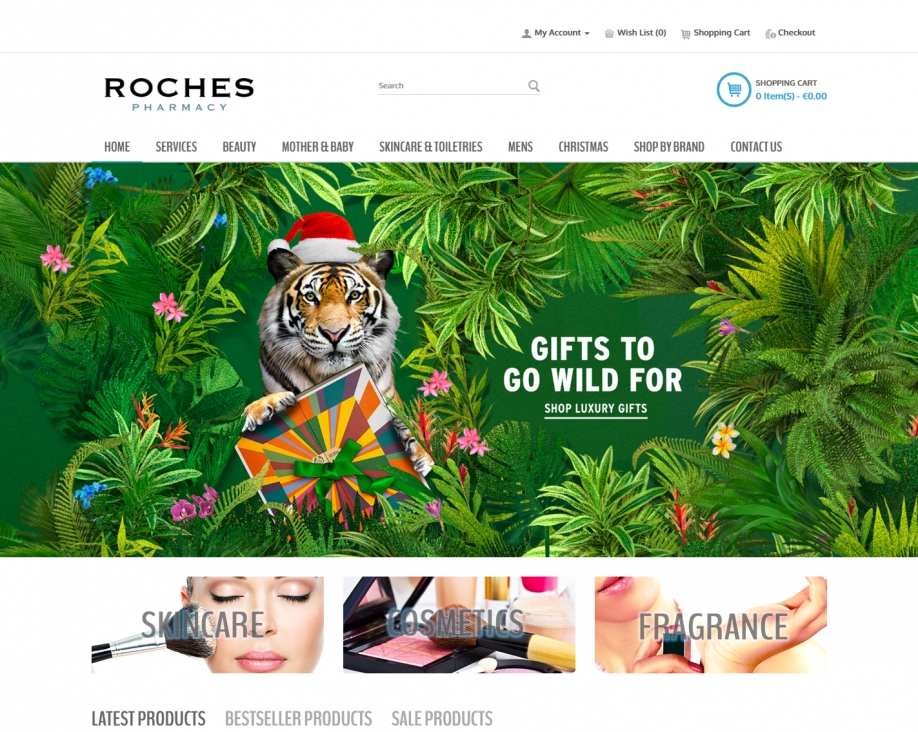 My Account
Wish List (0)
Shopping Cart
Checkout
ROCHES
PHARMACY
Search
SHOPPING CART
0 Item(S) - €0.00
HOME
SERVICES
BEAUTY
MOTHER & BABY
SKINCARE & TOILETRIES
MENS
CHRISTMAS
SHOP BY BRAND
CONTACT US
GIFTS TO
GO WILD FOR
SHOP LUXURY GIFTS
SKINCARE
COSMETICS
FRAGRANCE
LATEST PRODUCTS
BESTSELLER PRODUCTS
SALE PRODUCTS